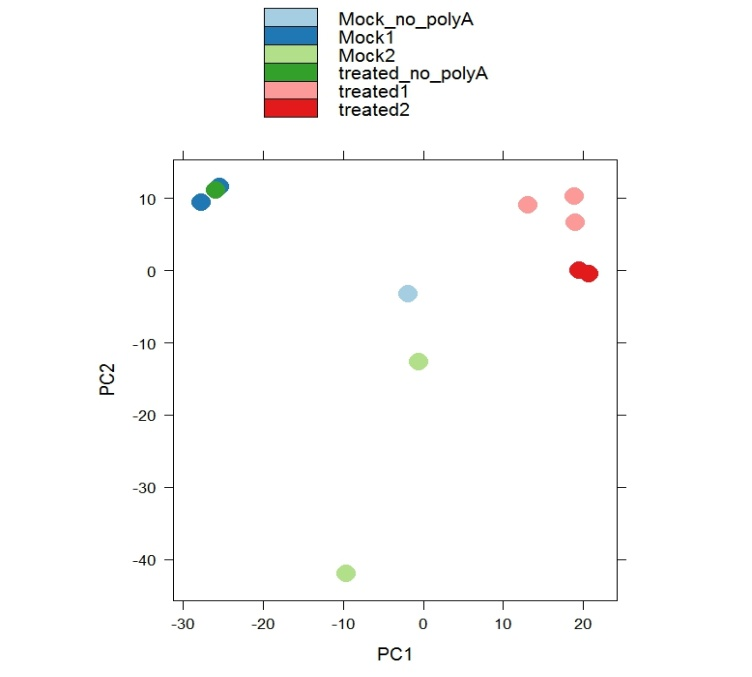 Mock_no_polyA
Mock1
Mock2
treated_no_polyA
treated1
treated2
10
0
-10
-20
-30
-40
PC2
-30 -20 -10 0 10 20
PC1